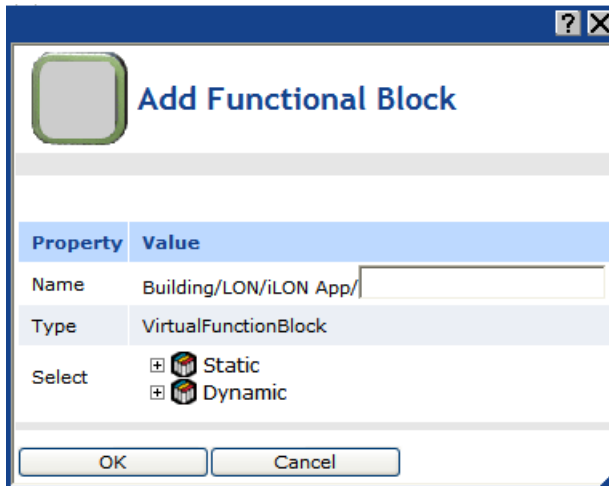 ?
Add Functional Block
Property Value
Name Building/LON/iLON App/
Type VirtualFunctionBlock
Select
Static
Dynamic
OK Cancel